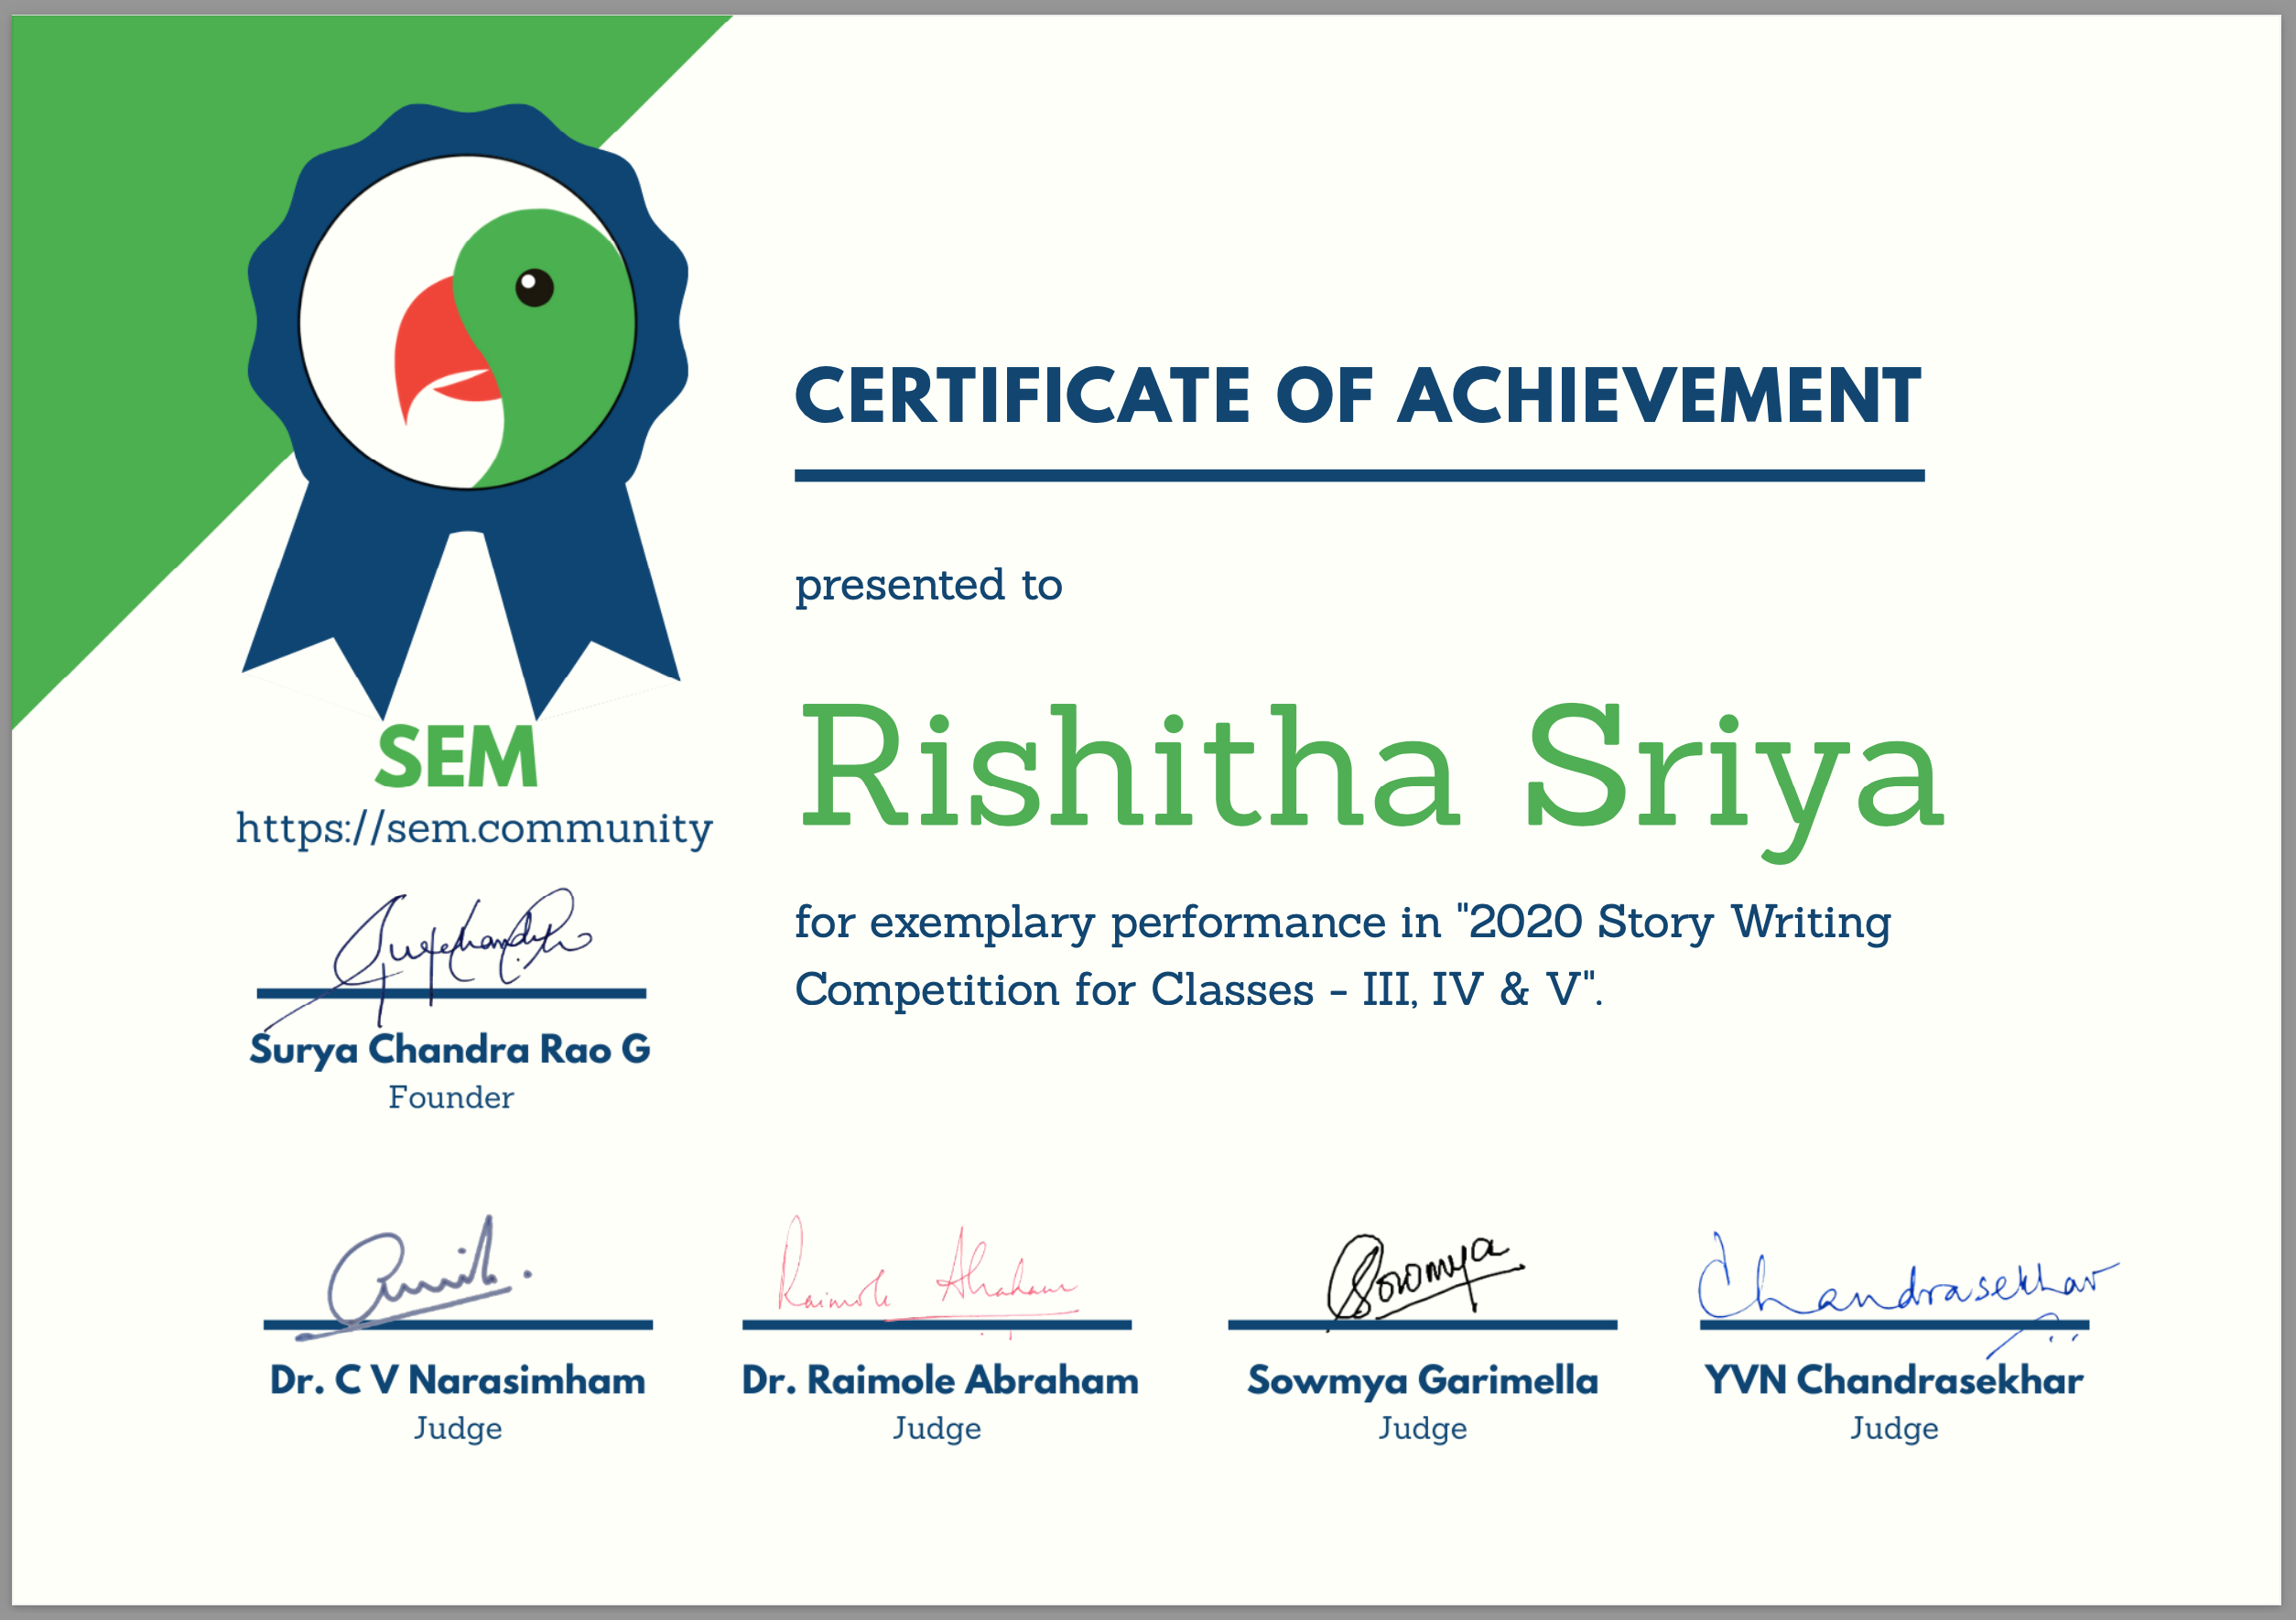 CERTIFICATE OF ACHIEVEMENT
presented to
Rishitha Sriya
for exemplary performance in "2020 Story Writing
Competition for Classes - III, IV & V".
SEM
https://sem.community
Surya Chandra Rao G
Founder
Raimole Abraham
Sowmya
Chandrasekhar
Dr. C V Narasimham
Judge
Dr. Raimole Abraham
Judge
Sowmya Garimella
Judge
YVN Chandrasekhar
Judge